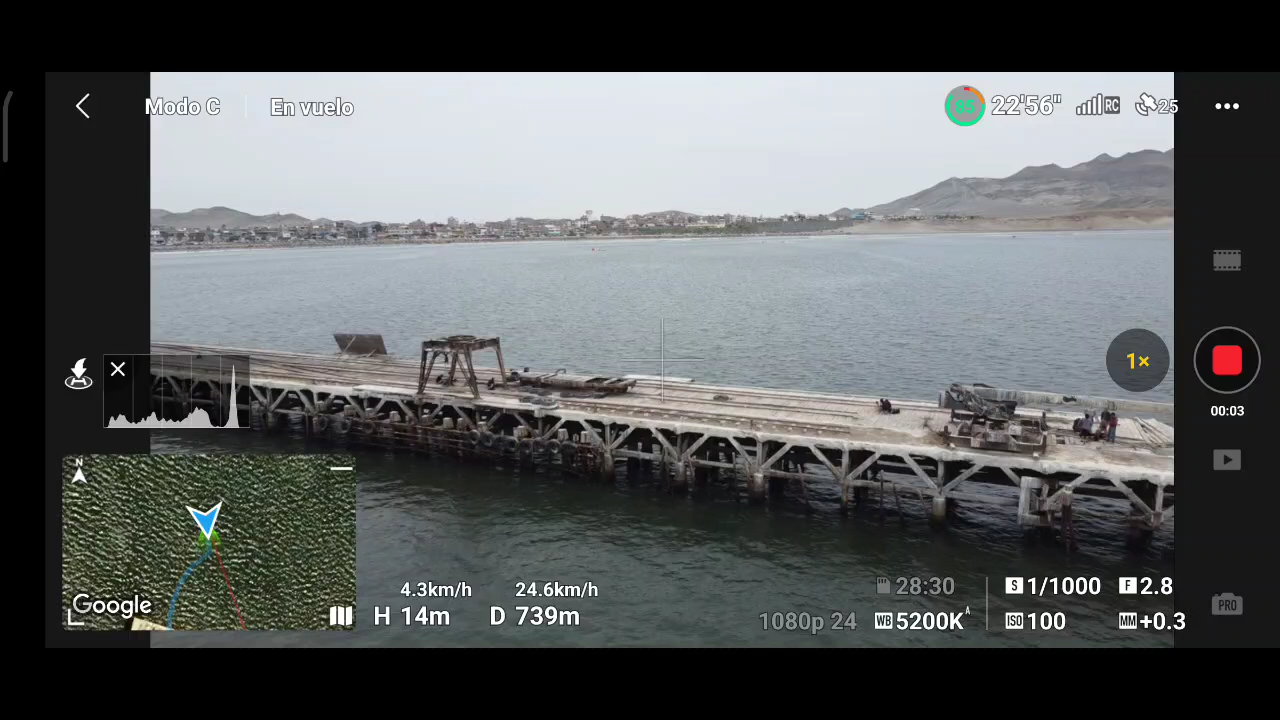 Modo C
En vuelo
85
22'56"
RC
25
1×
00:03
N
Google
4.3km/h
24.6km/h
H 14m
D 739m
28:30
1080p 24
WB 5200K A
S 1/1000
F 2.8
ISO 100
MM +0.3
PRO